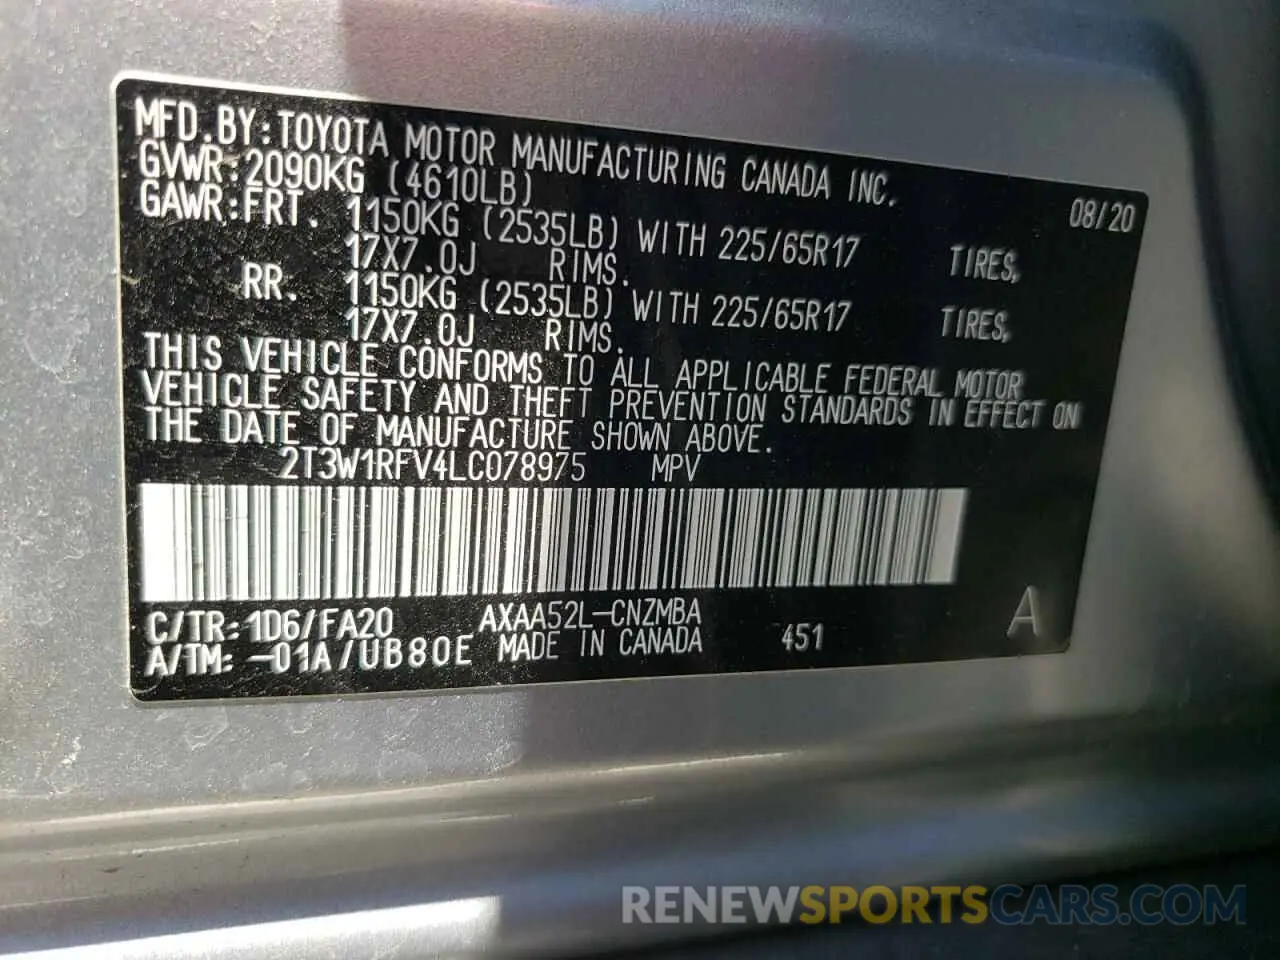 MFD.BY:TOYOTA MOTOR MANUFACTURING CANADA INC. 08/20
GVWR:2090KG (4610LB)
GAWR:FRT. 1150KG (2535LB) WITH 225/65R17 TIRES,
17X7.0J RIMS.
RR. 1150KG (2535LB) WITH 225/65R17 TIRES,
17X7.0J RIMS.
THIS VEHICLE CONFORMS TO ALL APPLICABLE FEDERAL MOTOR
VEHICLE SAFETY AND THEFT PREVENTION STANDARDS IN EFFECT ON
THE DATE OF MANUFACTURE SHOWN ABOVE.
2T3W1RFV4LC078975 MPV
C/TR:1D6/FA20 AXAA52L-CNZMBA A
A/TM: -01A/UB80E MADE IN CANADA 451
RENEWSPORTSCARS.COM